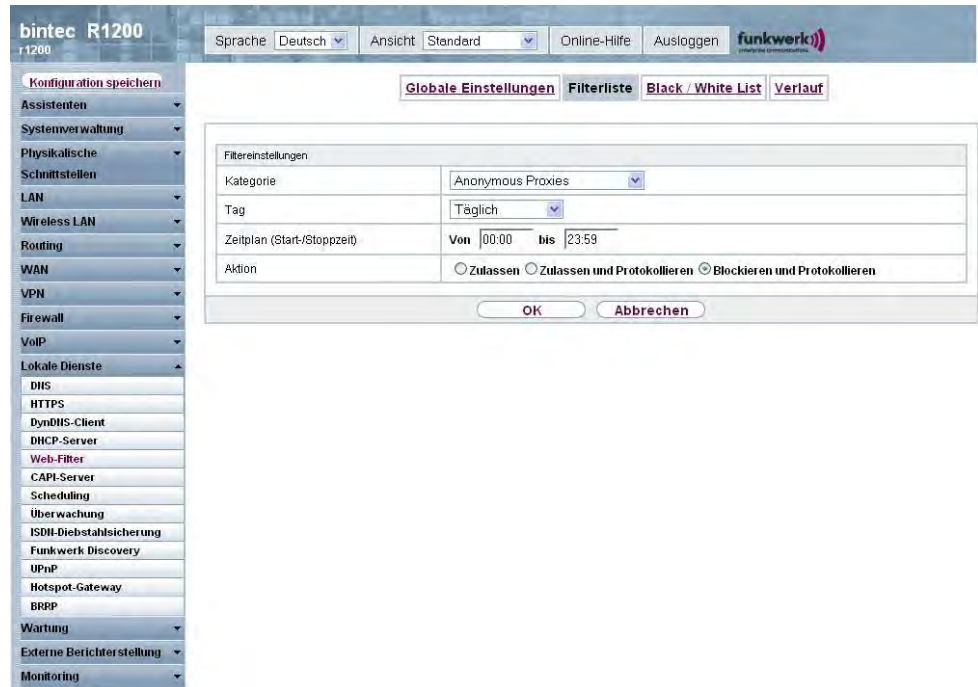 bintec R1200
r1200
Sprache Deutsch Ansicht Standard Online-Hilfe Ausloggen funkwerk
Konfiguration speichern
Assistenten
Systemverwaltung
Physikalische
Schnittstellen
LAN
Wireless LAN
Routing
WAN
VPN
Firewall
VoIP
Lokale Dienste
DNS
HTTPS
DynDNS-Client
DHCP-Server
Web-Filter
CAPI-Server
Scheduling
Überwachung
ISDN-Diebstahlsicherung
Funkwerk Discovery
UPnP
Hotspot-Gateway
BRRP
Wartung
Externe Berichterstellung
Monitoring
Globale Einstellungen Filterliste Black / White List Verlauf
Filtereinstellungen
Kategorie Anonymous Proxies
Tag Täglich
Zeitplan (Start-/Stoppzeit) Von 00:00 bis 23:59
Aktion Zulassen Zulassen und Protokollieren Blockieren und Protokollieren
OK Abbrechen